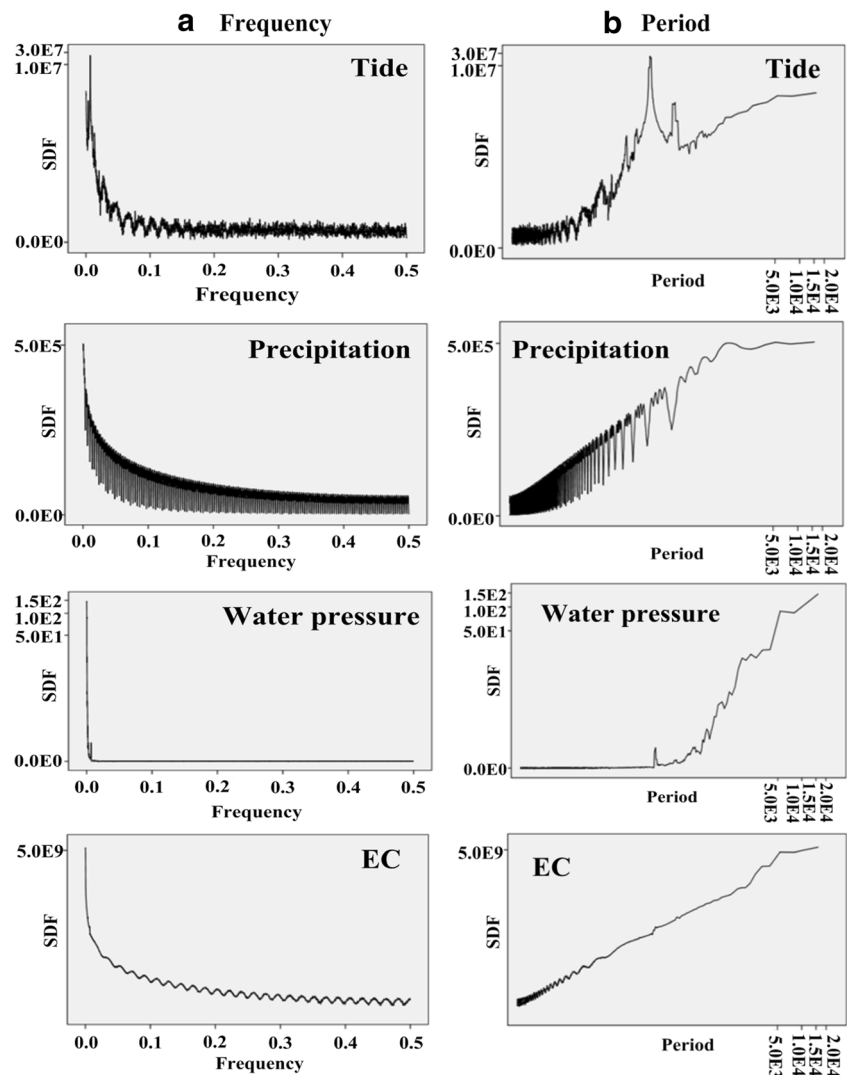 a Frequency
b Period
3.0E7
1.0E7
SDF
0.0E0
Tide
0.0 0.1 0.2 0.3 0.4 0.5
Frequency
3.0E7
1.0E7
SDF
0.0E0
Tide
Period
5.0E3 1.0E4 1.5E4 2.0E4
5.0E5
SDF
0.0E0
Precipitation
0.0 0.1 0.2 0.3 0.4 0.5
Frequency
5.0E5
SDF
0.0E0
Precipitation
Period
5.0E3 1.0E4 1.5E4 2.0E4
1.5E2
1.0E2
5.0E1
SDF
0.0E0
Water pressure
0.0 0.1 0.2 0.3 0.4 0.5
Frequency
1.5E2
1.0E2
5.0E1
SDF
0.0E0
Water pressure
Period
5.0E3 1.0E4 1.5E4 2.0E4
5.0E9
SDF
EC
0.0 0.1 0.2 0.3 0.4 0.5
Frequency
5.0E9
SDF
EC
Period
5.0E3 1.0E4 1.5E4 2.0E4